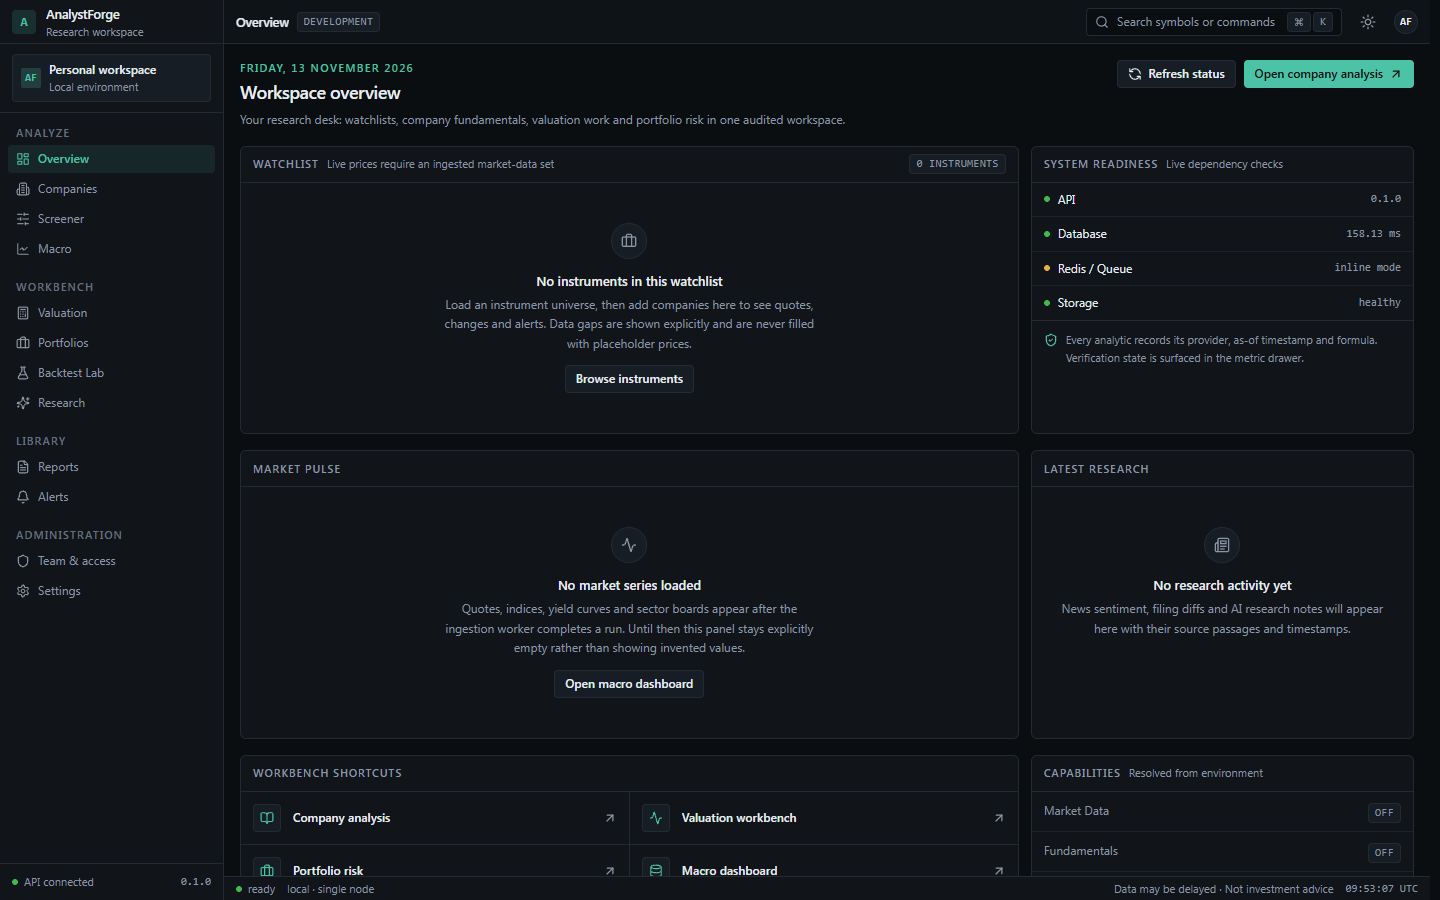 A
AnalystForge
Research workspace
AF
Personal workspace
Local environment
ANALYZE
Overview
Companies
Screener
Macro
WORKBENCH
Valuation
Portfolios
Backtest Lab
Research
LIBRARY
Reports
Alerts
ADMINISTRATION
Team & access
Settings
API connected 0.1.0
Overview DEVELOPMENT
Search symbols or commands ⌘ K
AF
FRIDAY, 13 NOVEMBER 2026
Workspace overview
Your research desk: watchlists, company fundamentals, valuation work and portfolio risk in one audited workspace.
Refresh status
Open company analysis
WATCHLIST Live prices require an ingested market-data set 0 INSTRUMENTS
No instruments in this watchlist
Load an instrument universe, then add companies here to see quotes,
changes and alerts. Data gaps are shown explicitly and are never filled
with placeholder prices.
Browse instruments
SYSTEM READINESS Live dependency checks
API 0.1.0
Database 158.13 ms
Redis / Queue inline mode
Storage healthy
Every analytic records its provider, as-of timestamp and formula.
Verification state is surfaced in the metric drawer.
MARKET PULSE
No market series loaded
Quotes, indices, yield curves and sector boards appear after the
ingestion worker completes a run. Until then this panel stays explicitly
empty rather than showing invented values.
Open macro dashboard
LATEST RESEARCH
No research activity yet
News sentiment, filing diffs and AI research notes will appear
here with their source passages and timestamps.
WORKBENCH SHORTCUTS
Company analysis
Valuation workbench
Portfolio risk
Macro dashboard
CAPABILITIES Resolved from environment
Market Data OFF
Fundamentals OFF
ready local · single node
Data may be delayed · Not investment advice 09:53:07 UTC